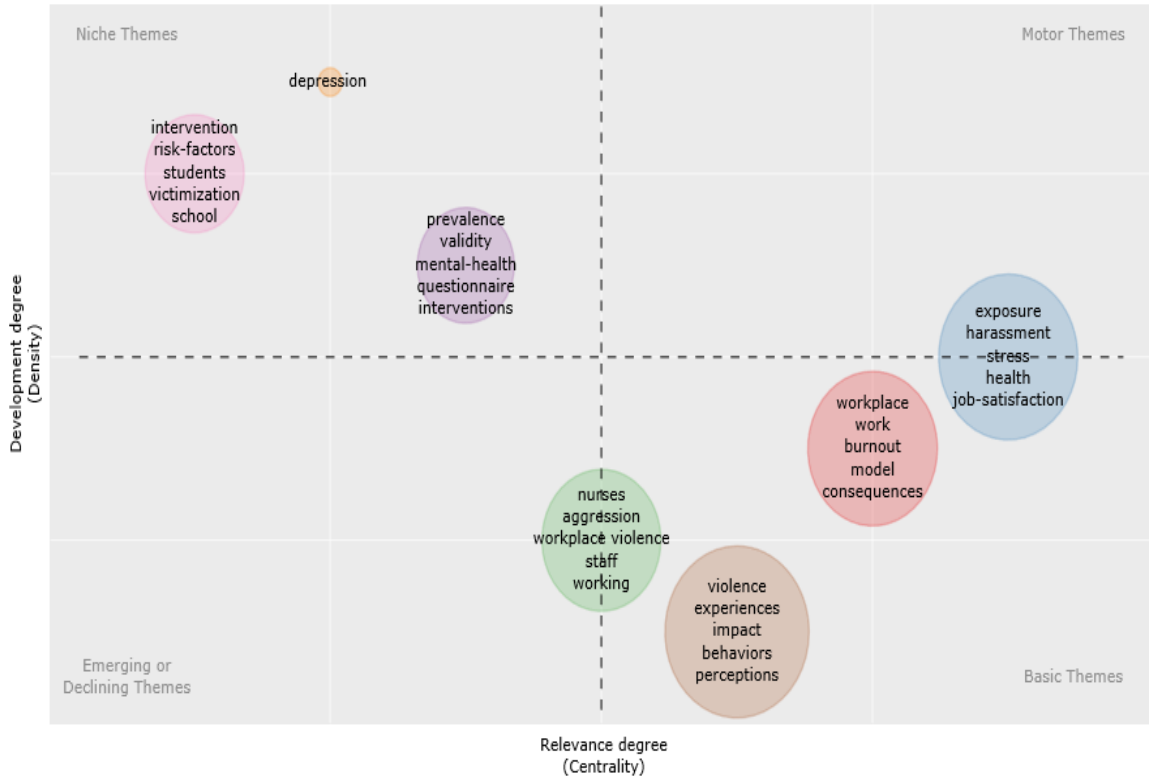 Niche Themes
Motor Themes
depression
intervention
risk-factors
students
victimization
school
prevalence
validity
mental-health
questionnaire
interventions
exposure
harassment
stress
health
job-satisfaction
workplace
work
burnout
model
consequences
nurses
aggression
workplace violence
staff
working
violence
experiences
impact
behaviors
perceptions
Emerging or
Declining Themes
Basic Themes
Development degree
(Density)
Relevance degree
(Centrality)